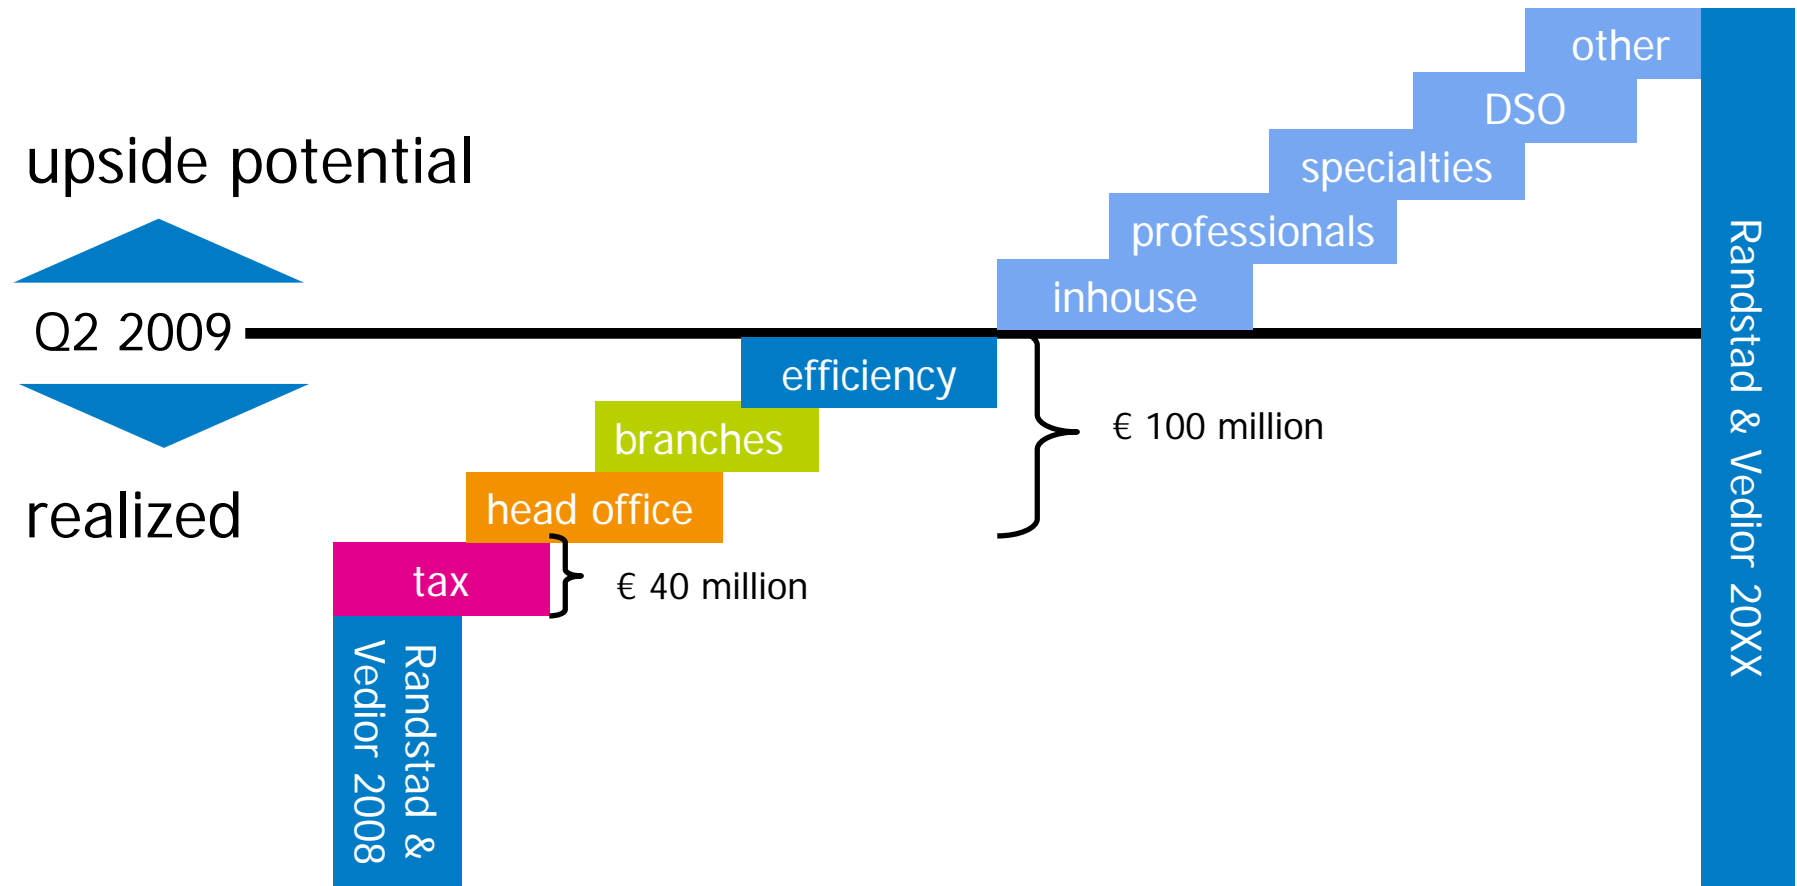 other
DSO
upside potential
specialties
professionals
inhouse
Q2 2009
efficiency
€ 100 million
branches
realized
head office
tax
€ 40 million
Randstad &
Vedior 2008
Randstad & Vedior 20XX